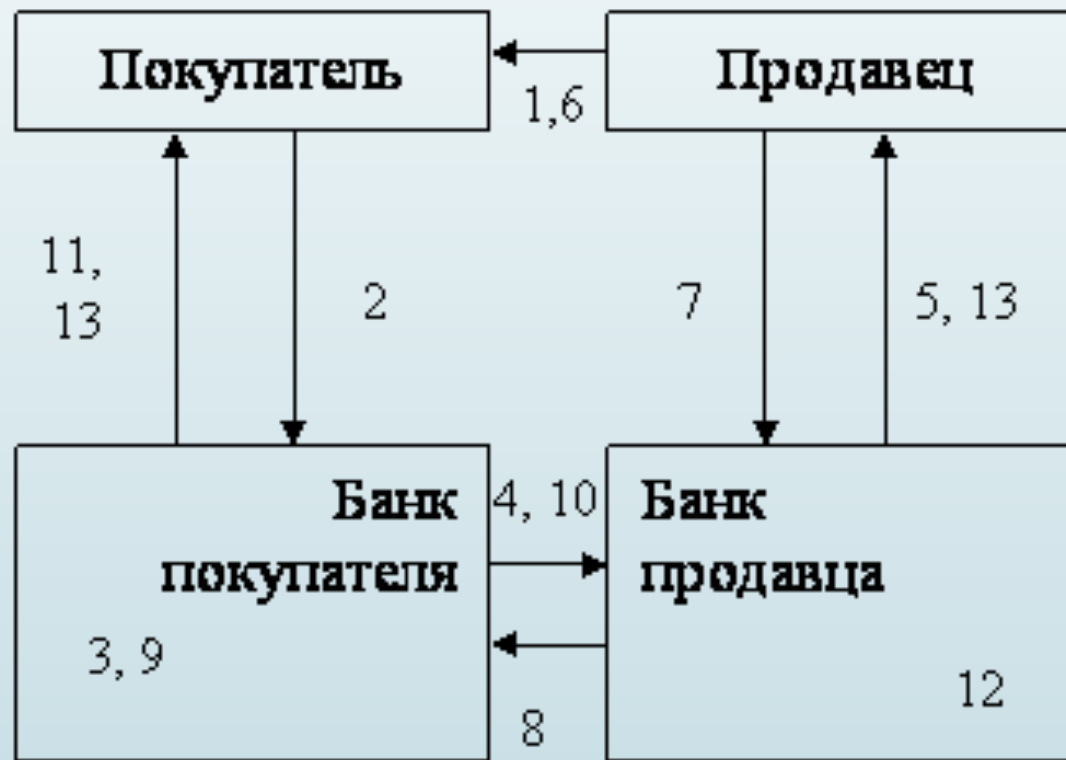 Покупатель
Продавец
1,6
11,
13
2
7
5, 13
Банк
покупателя
4, 10
Банк
продавца
3, 9
8
12